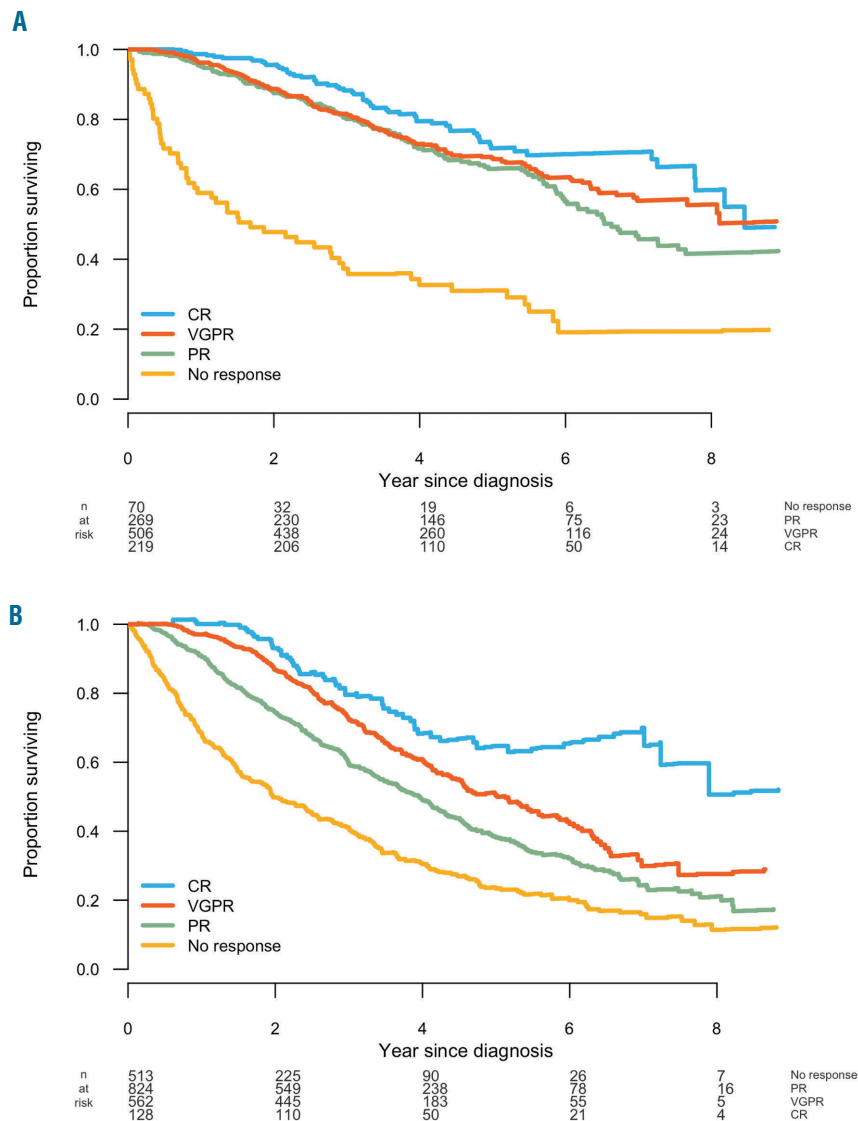 A
1.0
0.8
0.6
0.4
0.2
0.0
Proportion surviving
CR
VGPR
PR
No response
0 2 4 6 8
Year since diagnosis
n 70 32 19 6 3 No response
at 269 230 146 75 23 PR
risk 506 438 260 116 24 VGPR
219 206 110 50 14 CR
B
1.0
0.8
0.6
0.4
0.2
0.0
Proportion surviving
CR
VGPR
PR
No response
0 2 4 6 8
Year since diagnosis
n 513 225 90 26 7 No response
at 824 549 238 78 16 PR
risk 562 445 183 55 5 VGPR
128 110 50 21 4 CR